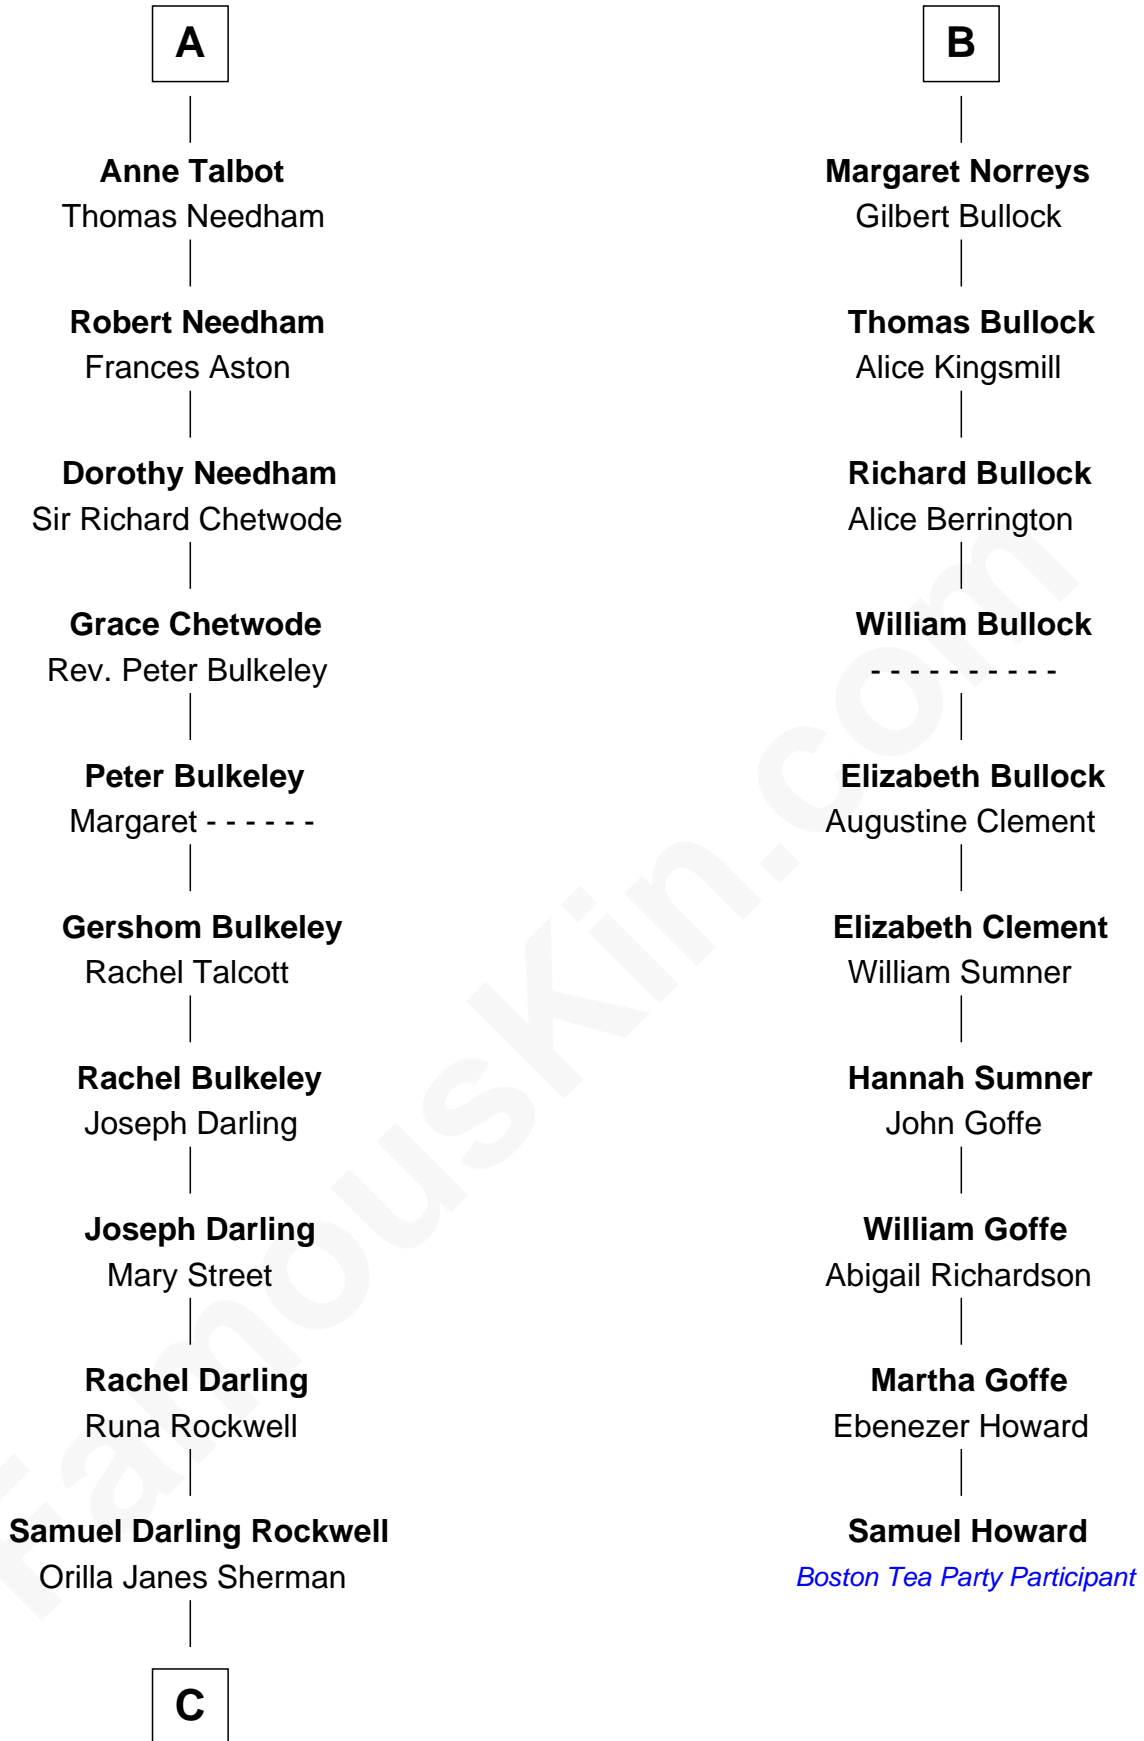 A
Anne Talbot
Thomas Needham
Robert Needham
Frances Aston
Dorothy Needham
Sir Richard Chetwode
Grace Chetwode
Rev. Peter Bulkeley
Peter Bulkeley
Margaret - - - - - -
Gershom Bulkeley
Rachel Talcott
Rachel Bulkeley
Joseph Darling
Joseph Darling
Mary Street
Rachel Darling
Runa Rockwell
Samuel Darling Rockwell
Orilla Janes Sherman
C
B
Margaret Norreys
Gilbert Bullock
Thomas Bullock
Alice Kingsmill
Richard Bullock
Alice Berrington
William Bullock
- - - - - - - - - -
Elizabeth Bullock
Augustine Clement
Elizabeth Clement
William Sumner
Hannah Sumner
John Goffe
William Goffe
Abigail Richardson
Martha Goffe
Ebenezer Howard
Samuel Howard
Boston Tea Party Participant
FamousKin.com